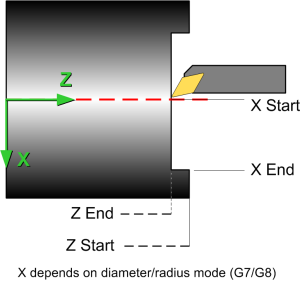 Z
X Start
X
X End
Z End
Z Start
X depends on diameter/radius mode (G7/G8)